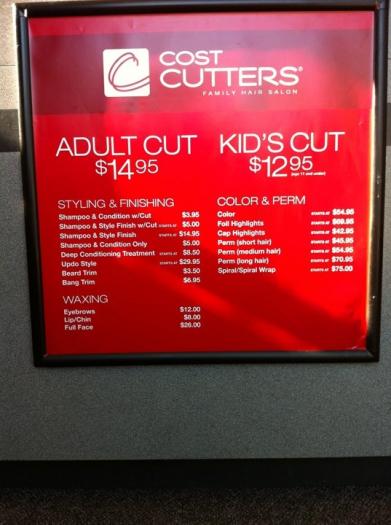 COST
CUTTERS®
FAMILY HAIR SALON
ADULT CUT
$14.95
KID'S CUT
$12.95
(age 11 and under)
STYLING & FINISHING
Shampoo & Condition w/Cut $3.95
Shampoo & Style Finish w/Cut STARTS AT $5.00
Shampoo & Style Finish STARTS AT $14.95
Shampoo & Condition Only $5.00
Deep Conditioning Treatment STARTS AT $8.50
Updo Style STARTS AT $29.95
Beard Trim $3.50
Bang Trim $6.95
WAXING
Eyebrows $12.00
Lip/Chin $8.00
Full Face $26.00
COLOR & PERM
Color STARTS AT $54.95
Foil Highlights STARTS AT $69.95
Cap Highlights STARTS AT $42.95
Perm (short hair) STARTS AT $45.95
Perm (medium hair) STARTS AT $54.95
Perm (long hair) STARTS AT $70.95
Spiral/Spiral Wrap STARTS AT $75.00